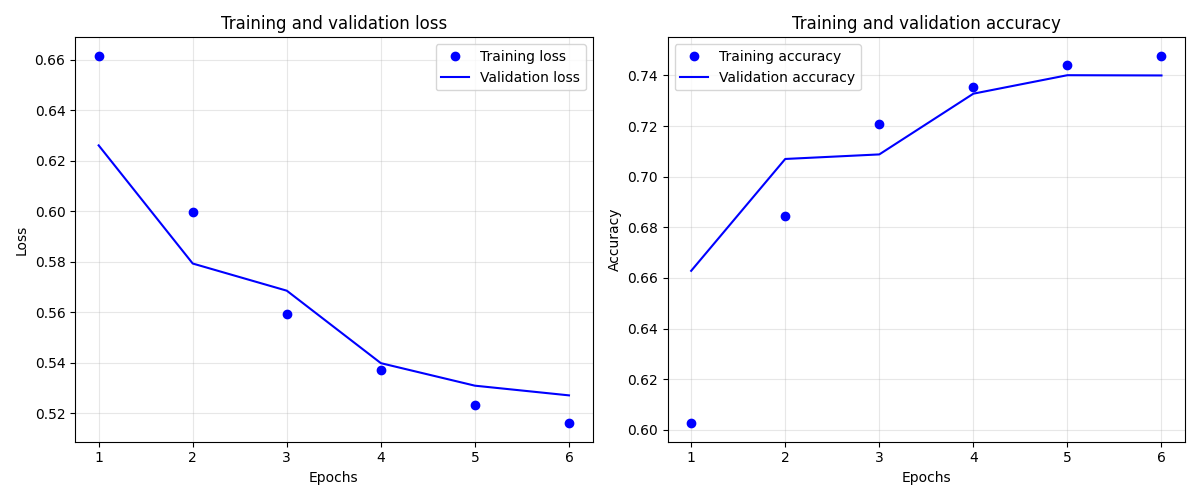 Training and validation loss
Training loss
Validation loss
0.66
0.64
0.62
0.60
0.58
0.56
0.54
0.52
Loss
1 2 3 4 5 6
Epochs
Training and validation accuracy
Training accuracy
Validation accuracy
0.74
0.72
0.70
0.68
0.66
0.64
0.62
0.60
Accuracy
1 2 3 4 5 6
Epochs